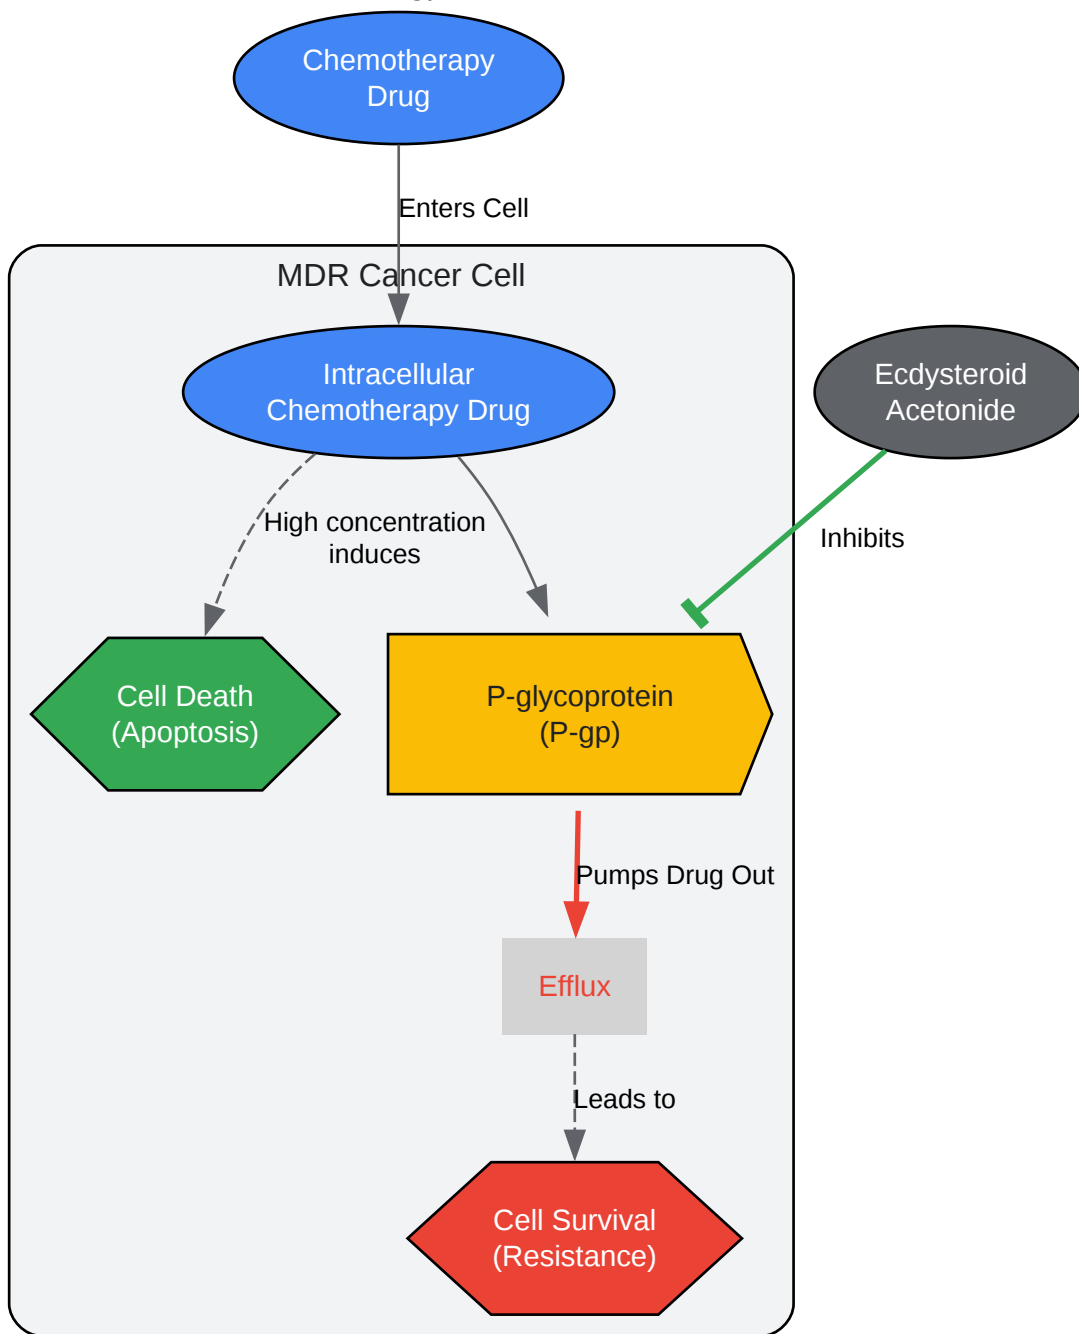 Chemotherapy
Drug
Enters Cell
MDR Cancer Cell
Intracellular
Chemotherapy Drug
Ecdysteroid
Acetonide
High concentration
induces
Inhibits
Cell Death
(Apoptosis)
P-glycoprotein
(P-gp)
Pumps Drug Out
Efflux
Leads to
Cell Survival
(Resistance)